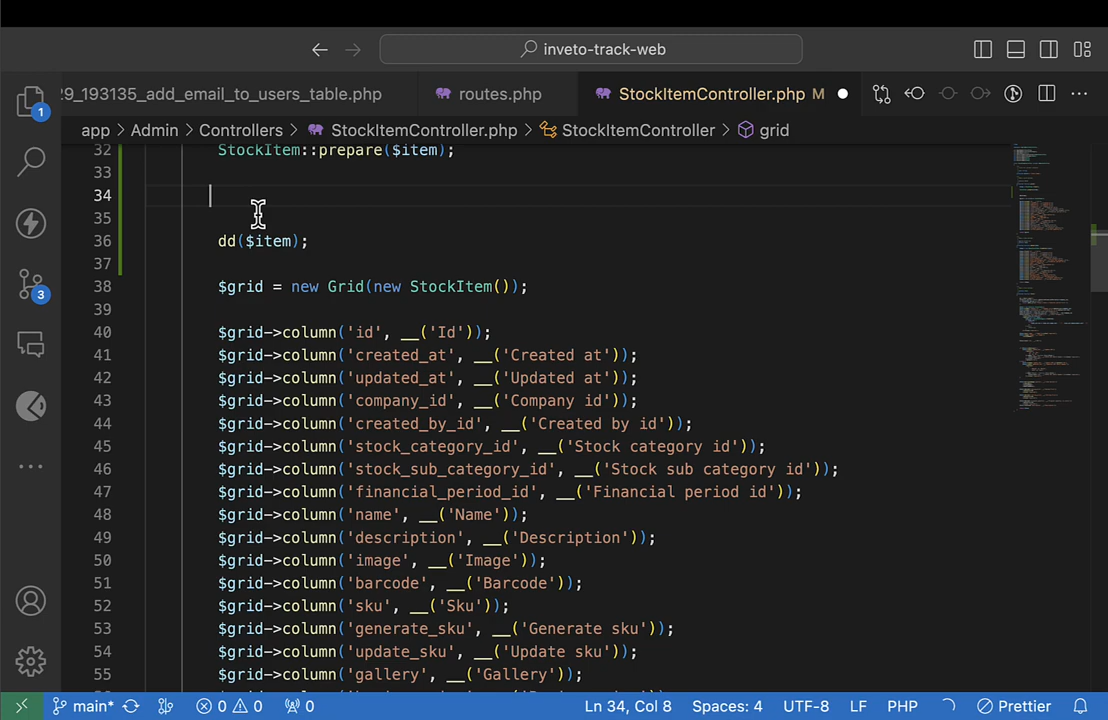 inveto-track-web
29_193135_add_email_to_users_table.php routes.php StockItemController.php M
1
app > Admin > Controllers > StockItemController.php > StockItemController > grid
32 StockItem::prepare($item);
33
34
35
36 dd($item);
37
38 $grid = new Grid(new StockItem());
39
40 $grid->column('id', __('Id'));
41 $grid->column('created_at', __('Created at'));
42 $grid->column('updated_at', __('Updated at'));
43 $grid->column('company_id', __('Company id'));
44 $grid->column('created_by_id', __('Created by id'));
45 $grid->column('stock_category_id', __('Stock category id'));
46 $grid->column('stock_sub_category_id', __('Stock sub category id'));
47 $grid->column('financial_period_id', __('Financial period id'));
48 $grid->column('name', __('Name'));
49 $grid->column('description', __('Description'));
50 $grid->column('image', __('Image'));
51 $grid->column('barcode', __('Barcode'));
52 $grid->column('sku', __('Sku'));
53 $grid->column('generate_sku', __('Generate sku'));
54 $grid->column('update_sku', __('Update sku'));
55 $grid->column('gallery', __('Gallery'));
3
main* 0 0 0 Ln 34, Col 8 Spaces: 4 UTF-8 LF PHP Prettier